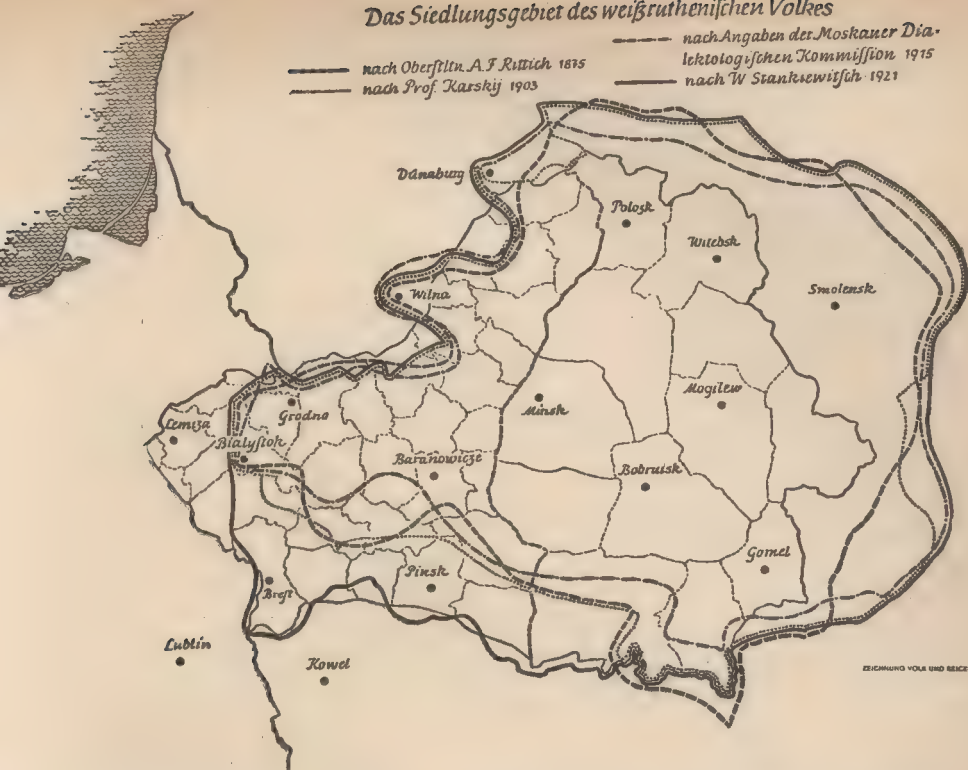 Das Siedlungsgebiet des weißruthenischen Volkes
nach Oberstltn. A.F. Rittich 1875
nach Prof. Karskij 1903
nach Angaben der Moskauer Dia-
lektologischen Kommission 1915
nach W Stankiewitsch 1921
Dünaburg
Polozk
Witebsk
Wilna
Smolensk
Lomza
Grodno
Minsk
Mogilew
Bialystok
Baranowicze
Bobruisk
Gomel
Brest
Pinsk
Lublin
Kowel
ZEICHNUNG VOLK UND REICH